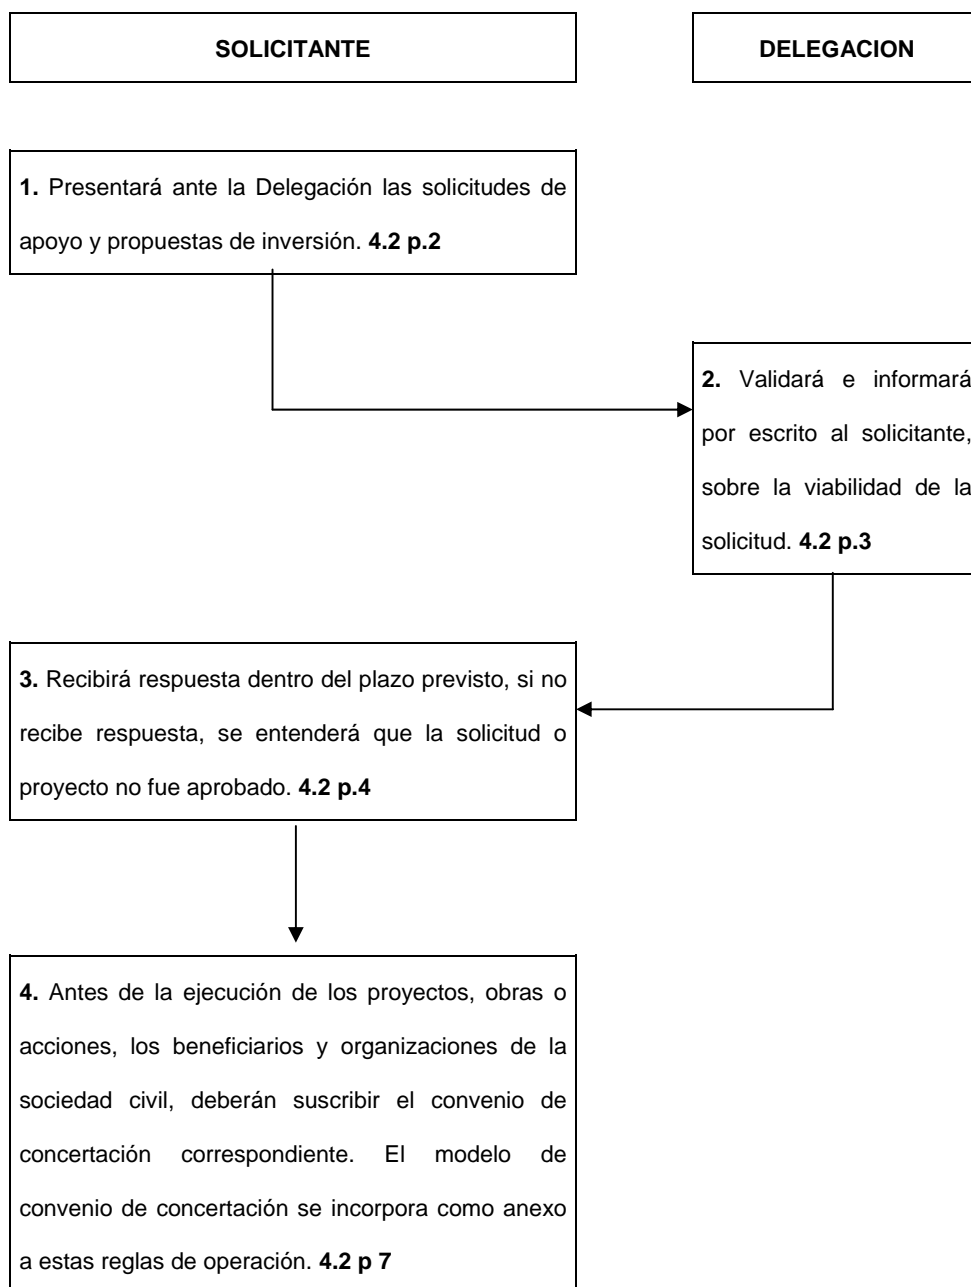 SOLICITANTE
DELEGACION
1. Presentará ante la Delegación las solicitudes de
apoyo y propuestas de inversión. 4.2 p.2
2. Validará e informará
por escrito al solicitante,
sobre la viabilidad de la
solicitud. 4.2 p.3
3. Recibirá respuesta dentro del plazo previsto, si no
recibe respuesta, se entenderá que la solicitud o
proyecto no fue aprobado. 4.2 p.4
4. Antes de la ejecución de los proyectos, obras o
acciones, los beneficiarios y organizaciones de la
sociedad civil, deberán suscribir el convenio de
concertación correspondiente. El modelo de
convenio de concertación se incorpora como anexo
a estas reglas de operación. 4.2 p 7